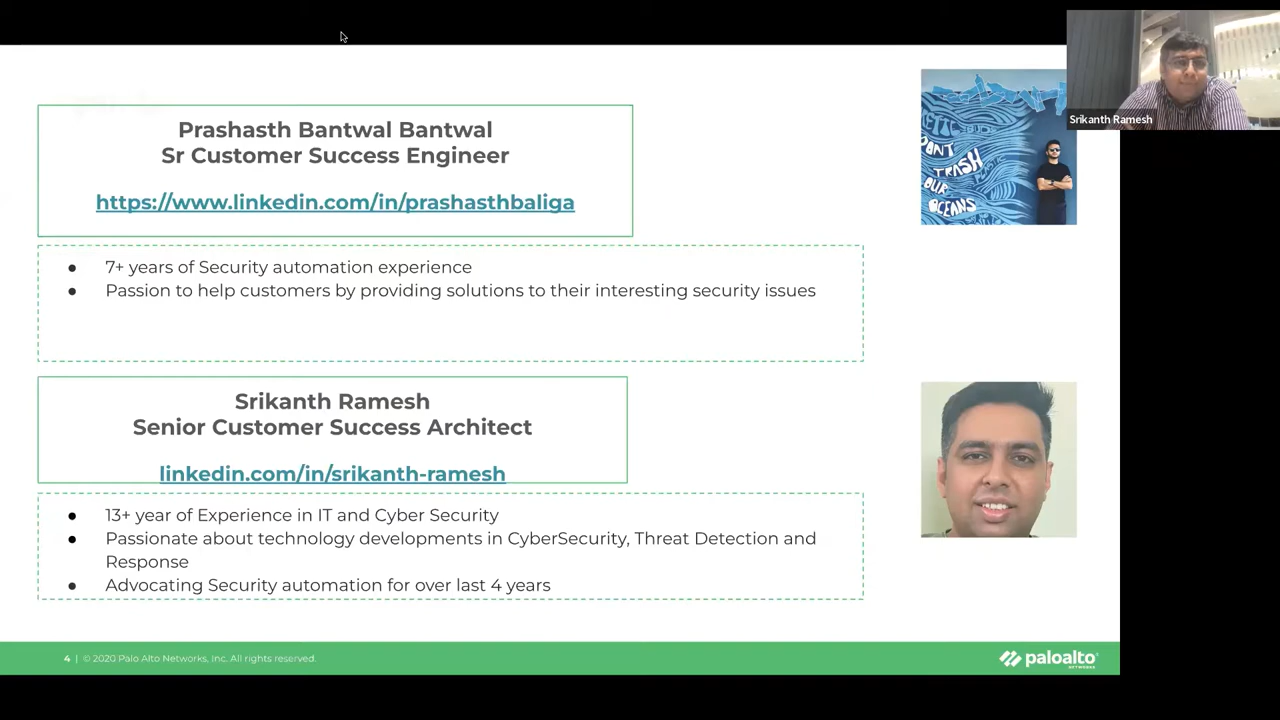 Prashasth Bantwal Bantwal
Sr Customer Success Engineer
https://www.linkedin.com/in/prashasthbaliga
● 7+ years of Security automation experience
● Passion to help customers by providing solutions to their interesting security issues
DON'T
TRASH
OUR
OCEANS
Srikanth Ramesh
Srikanth Ramesh
Senior Customer Success Architect
linkedin.com/in/srikanth-ramesh
● 13+ year of Experience in IT and Cyber Security
● Passionate about technology developments in CyberSecurity, Threat Detection and
Response
● Advocating Security automation for over last 4 years
4 | © 2020 Palo Alto Networks, Inc. All rights reserved.
paloalto
NETWORKS